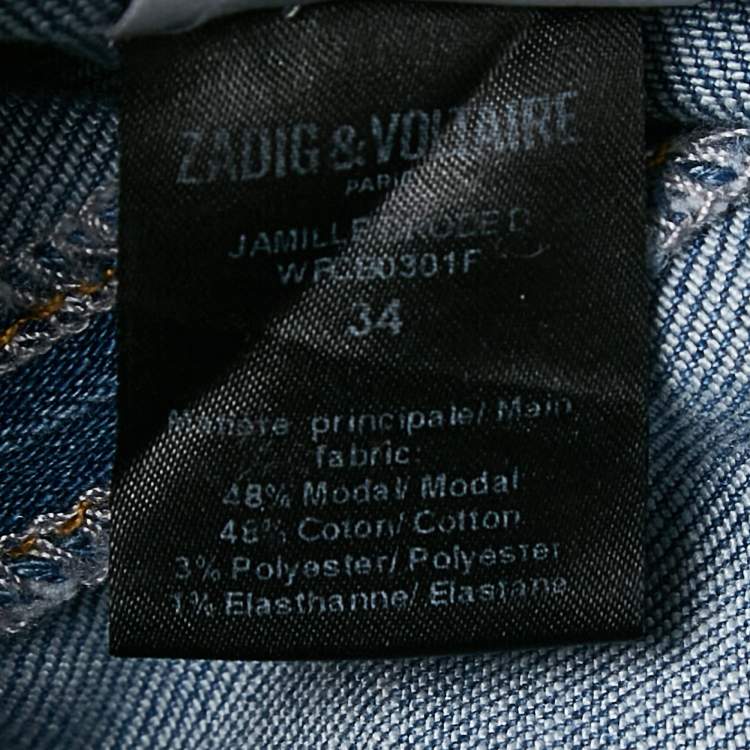 ZADIG & VOLTAIRE
PARIS
34
Matiere principale/ Main
fabric:
48% Modal/ Modal
48% Coton/ Cotton
3% Polyester/ Polyester
1% Elasthanne/ Elastane